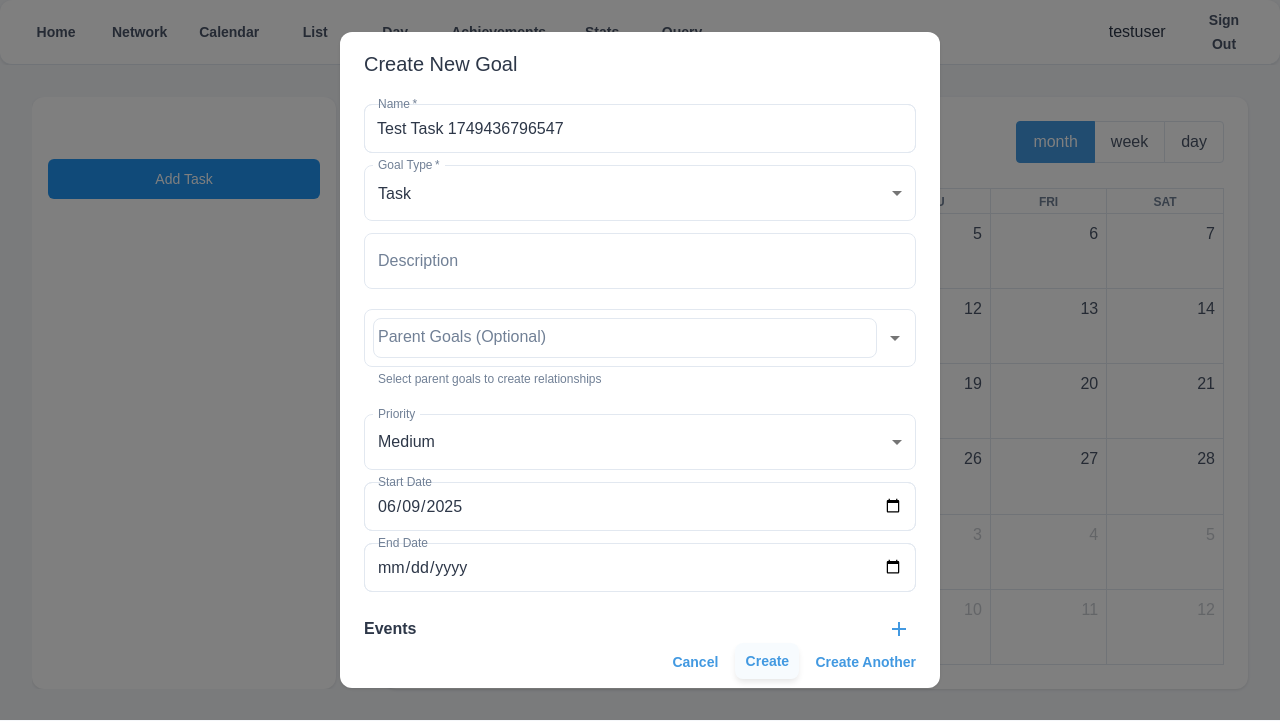 Home Network Calendar List Day Achievements Stats Query testuser Sign Out
Create New Goal
Name *
Test Task 1749436796547
Goal Type *
Task
Description
Parent Goals (Optional)
Select parent goals to create relationships
Priority
Medium
Start Date
06/09/2025
End Date
mm/dd/yyyy
Events
Cancel Create Create Another
Add Task
month week day
FRI SAT
5 6 7
12 13 14
19 20 21
26 27 28
3 4 5
10 11 12